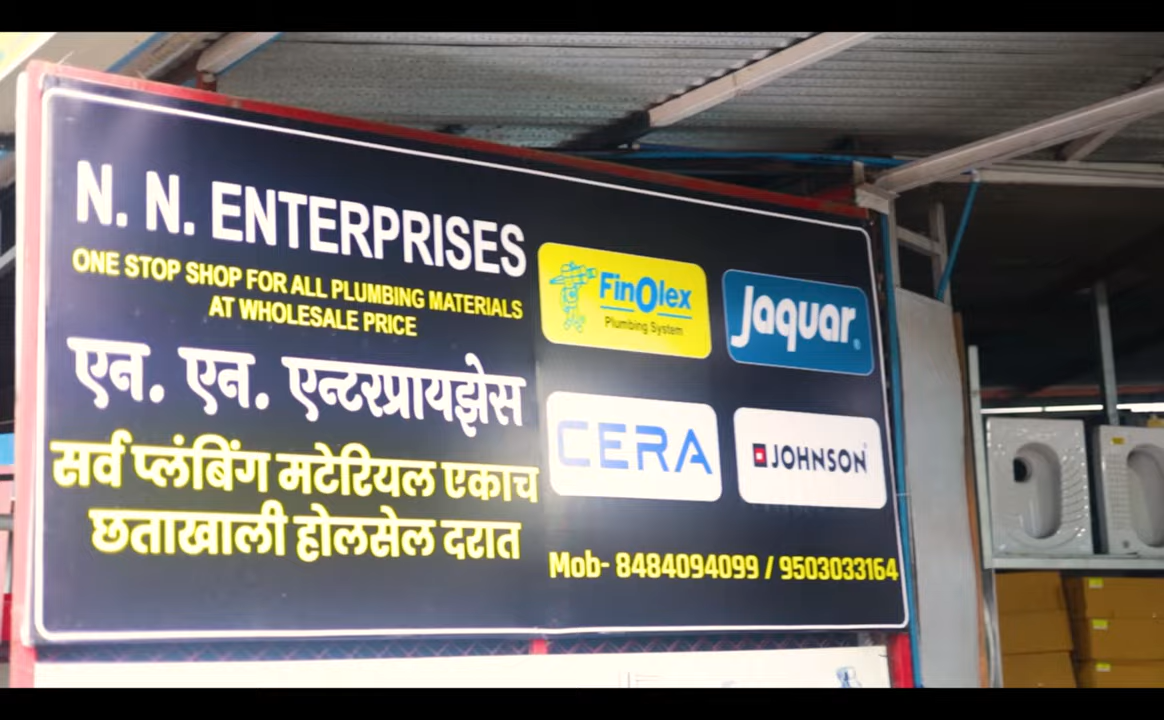 N. N. ENTERPRISES
ONE STOP SHOP FOR ALL PLUMBING MATERIALS
AT WHOLESALE PRICE
एन. एन. एन्टरप्रायझेस
सर्व प्लंबिंग मटेरियल एकाच
छताखाली होलसेल दरात
FinOlex
Plumbing System
Jaquar
CERA
JOHNSON
Mob- 8484094099 / 9503033164